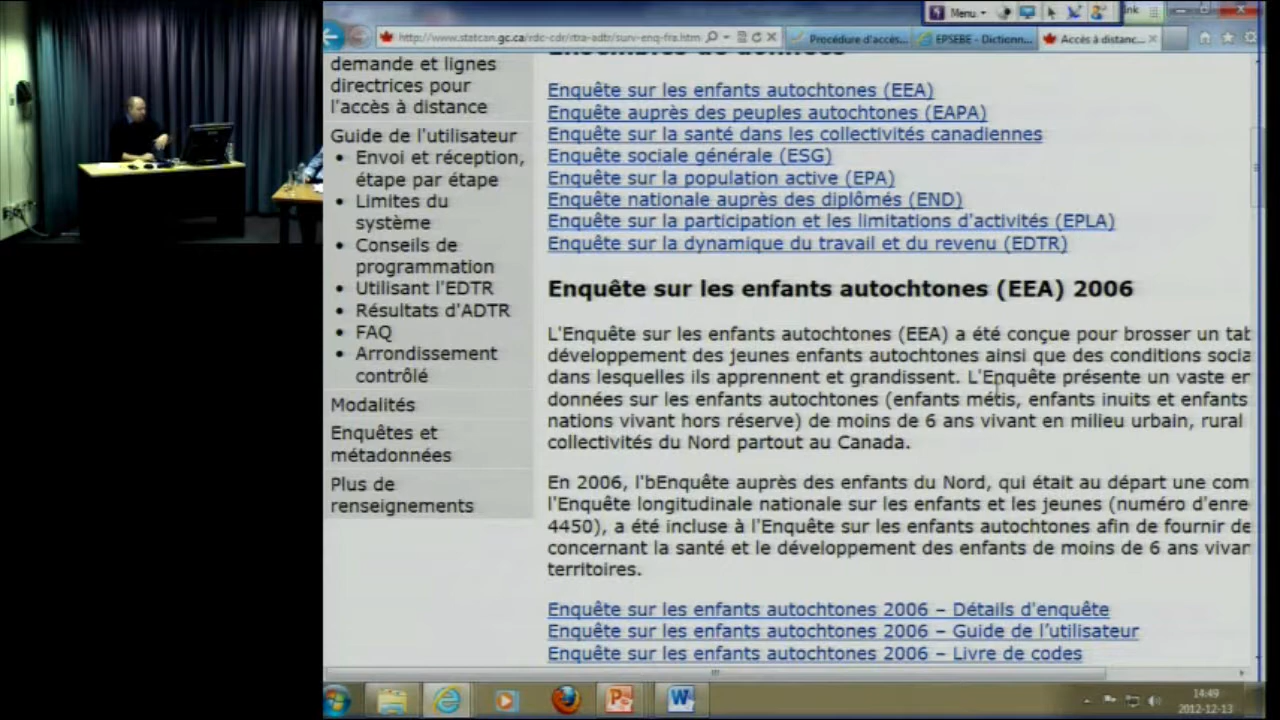 Menu
nk
http://www.statcan.gc.ca/rdc-cdr/rtra-adtr/surv-enq-fra.htm
Procédure d'accès...
EPSEBE - Dictionn...
Accès à distanc...
Ensembles de données
demande et lignes
directrices pour
l'accès à distance
Guide de l'utilisateur
• Envoi et réception,
étape par étape
• Limites du
système
• Conseils de
programmation
• Utilisant l'EDTR
• Résultats d'ADTR
• FAQ
• Arrondissement
contrôlé
Modalités
Enquêtes et
métadonnées
Plus de
renseignements
Enquête sur les enfants autochtones (EEA)
Enquête auprès des peuples autochtones (EAPA)
Enquête sur la santé dans les collectivités canadiennes
Enquête sociale générale (ESG)
Enquête sur la population active (EPA)
Enquête nationale auprès des diplômés (END)
Enquête sur la participation et les limitations d'activités (EPLA)
Enquête sur la dynamique du travail et du revenu (EDTR)
Enquête sur les enfants autochtones (EEA) 2006
L'Enquête sur les enfants autochtones (EEA) a été conçue pour brosser un tab
développement des jeunes enfants autochtones ainsi que des conditions socia
dans lesquelles ils apprennent et grandissent. L'Enquête présente un vaste en
données sur les enfants autochtones (enfants métis, enfants inuits et enfants
nations vivant hors réserve) de moins de 6 ans vivant en milieu urbain, rural
collectivités du Nord partout au Canada.
En 2006, l'bEnquête auprès des enfants du Nord, qui était au départ une com
l'Enquête longitudinale nationale sur les enfants et les jeunes (numéro d'enre
4450), a été incluse à l'Enquête sur les enfants autochtones afin de fournir de
concernant la santé et le développement des enfants de moins de 6 ans vivan
territoires.
Enquête sur les enfants autochtones 2006 – Détails d'enquête
Enquête sur les enfants autochtones 2006 – Guide de l'utilisateur
Enquête sur les enfants autochtones 2006 – Livre de codes
14:49
2012-12-13